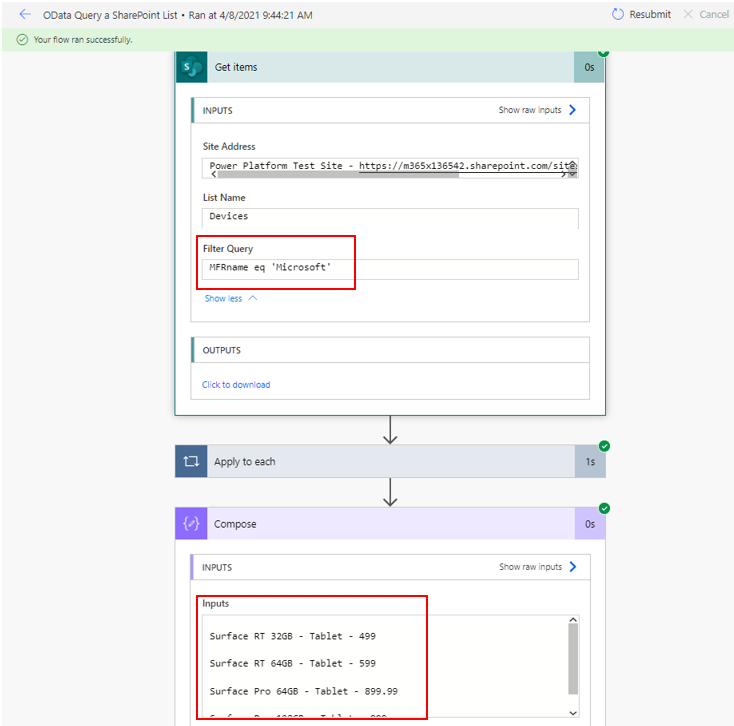 OData Query a SharePoint List • Ran at 4/8/2021 9:44:21 AM
Resubmit
Cancel
Your flow ran successfully.
S
Get items
0s
INPUTS
Show raw inputs
Site Address
Power Platform Test Site - https://m365x136542.sharepoint.com/site
List Name
Devices
Filter Query
MFRname eq 'Microsoft'
Show less
OUTPUTS
Click to download
Apply to each
1s
Compose
0s
INPUTS
Show raw inputs
Inputs
Surface RT 32GB - Tablet - 499
Surface RT 64GB - Tablet - 599
Surface Pro 64GB - Tablet - 899.99